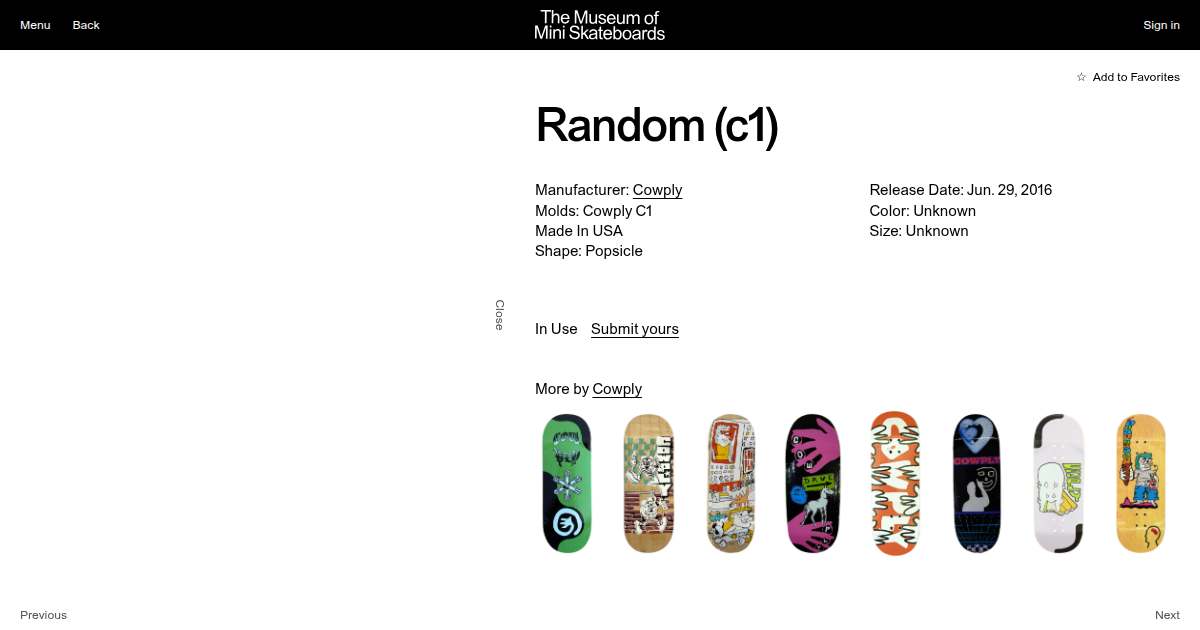 Menu
Back
The Museum of
Mini Skateboards
Sign in
☆ Add to Favorites
Random (c1)
Manufacturer: Cowply
Molds: Cowply C1
Made In USA
Shape: Popsicle
Release Date: Jun. 29, 2016
Color: Unknown
Size: Unknown
Close
In Use
Submit yours
More by Cowply
COWPLY
Previous
Next